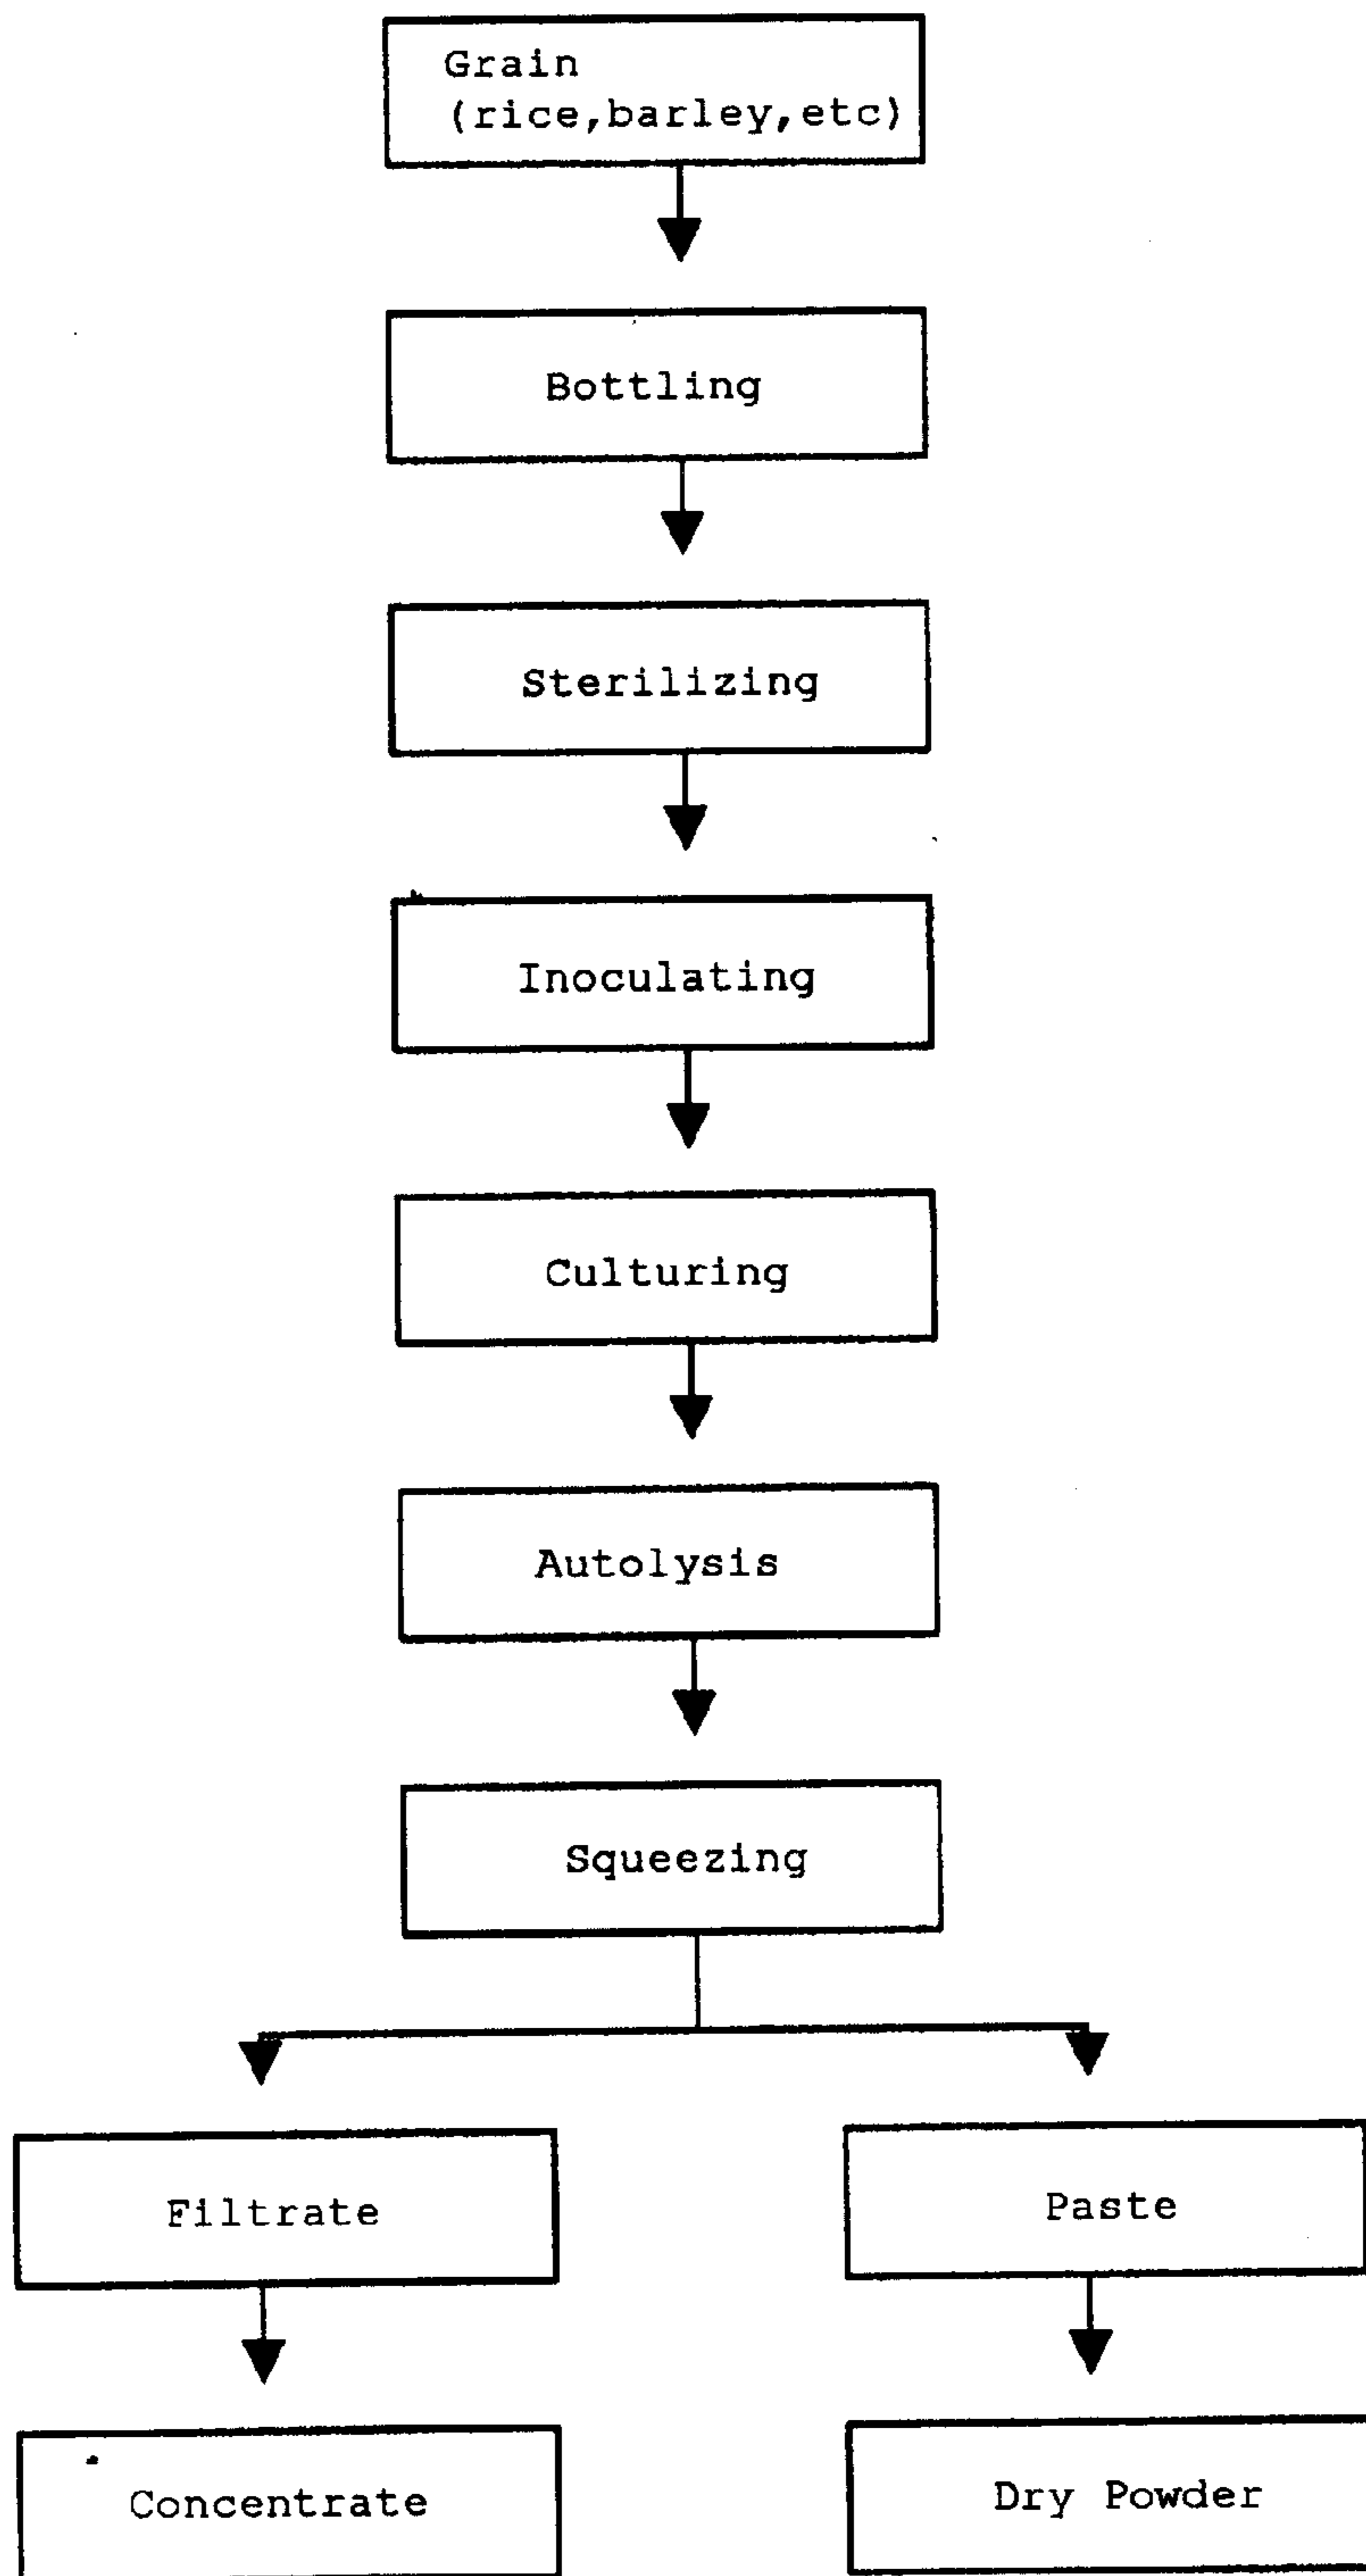 Grain
(rice,barley,etc)
Bottling
Sterilizing
Inoculating
Culturing
Autolysis
Squeezing
Filtrate
Paste
Concentrate
Dry Powder